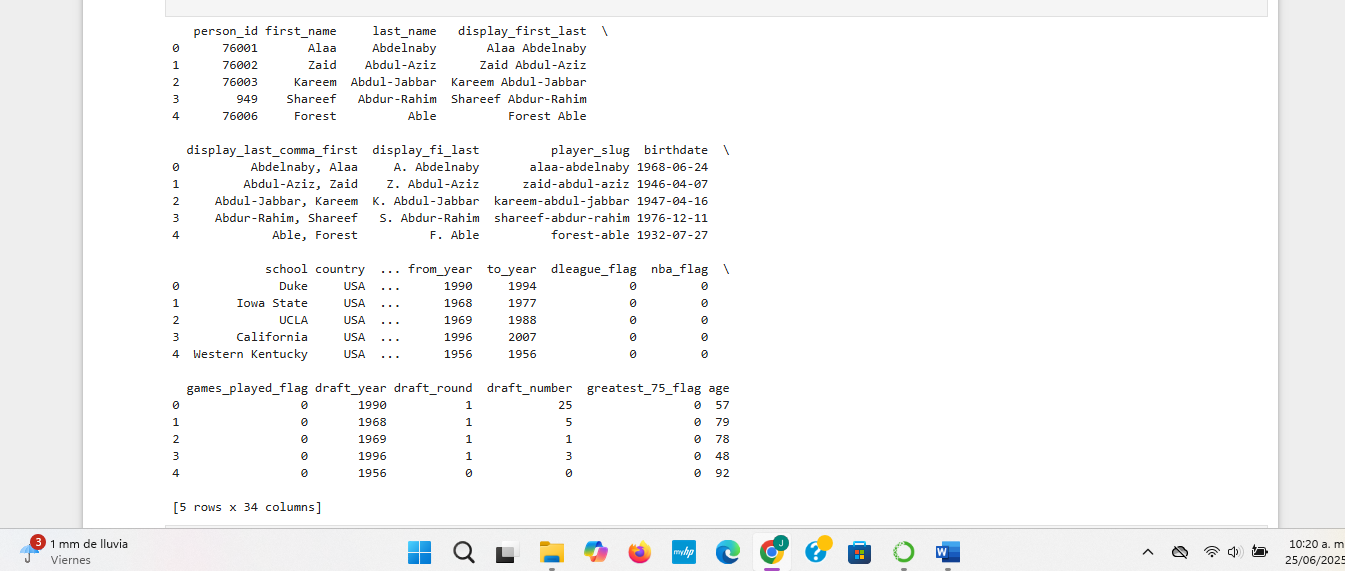 person_id first_name last_name display_first_last \
0 76001 Alaa Abdelnaby Alaa Abdelnaby
1 76002 Zaid Abdul-Aziz Zaid Abdul-Aziz
2 76003 Kareem Abdul-Jabbar Kareem Abdul-Jabbar
3 949 Shareef Abdur-Rahim Shareef Abdur-Rahim
4 76006 Forest Able Forest Able
display_last_comma_first display_fi_last player_slug birthdate \
0 Abdelnaby, Alaa A. Abdelnaby alaa-abdelnaby 1968-06-24
1 Abdul-Aziz, Zaid Z. Abdul-Aziz zaid-abdul-aziz 1946-04-07
2 Abdul-Jabbar, Kareem K. Abdul-Jabbar kareem-abdul-jabbar 1947-04-16
3 Abdur-Rahim, Shareef S. Abdur-Rahim shareef-abdur-rahim 1976-12-11
4 Able, Forest F. Able forest-able 1932-07-27
school country ... from_year to_year dleague_flag nba_flag \
0 Duke USA ... 1990 1994 0 0
1 Iowa State USA ... 1968 1977 0 0
2 UCLA USA ... 1969 1988 0 0
3 California USA ... 1996 2007 0 0
4 Western Kentucky USA ... 1956 1956 0 0
games_played_flag draft_year draft_round draft_number greatest_75_flag age
0 0 1990 1 25 0 57
1 0 1968 1 5 0 79
2 0 1969 1 1 0 78
3 0 1996 1 3 0 48
4 0 1956 0 0 0 92
[5 rows x 34 columns]
3 1 mm de lluvia
Viernes
myhp
J
?
W
10:20 a. m
25/06/2025